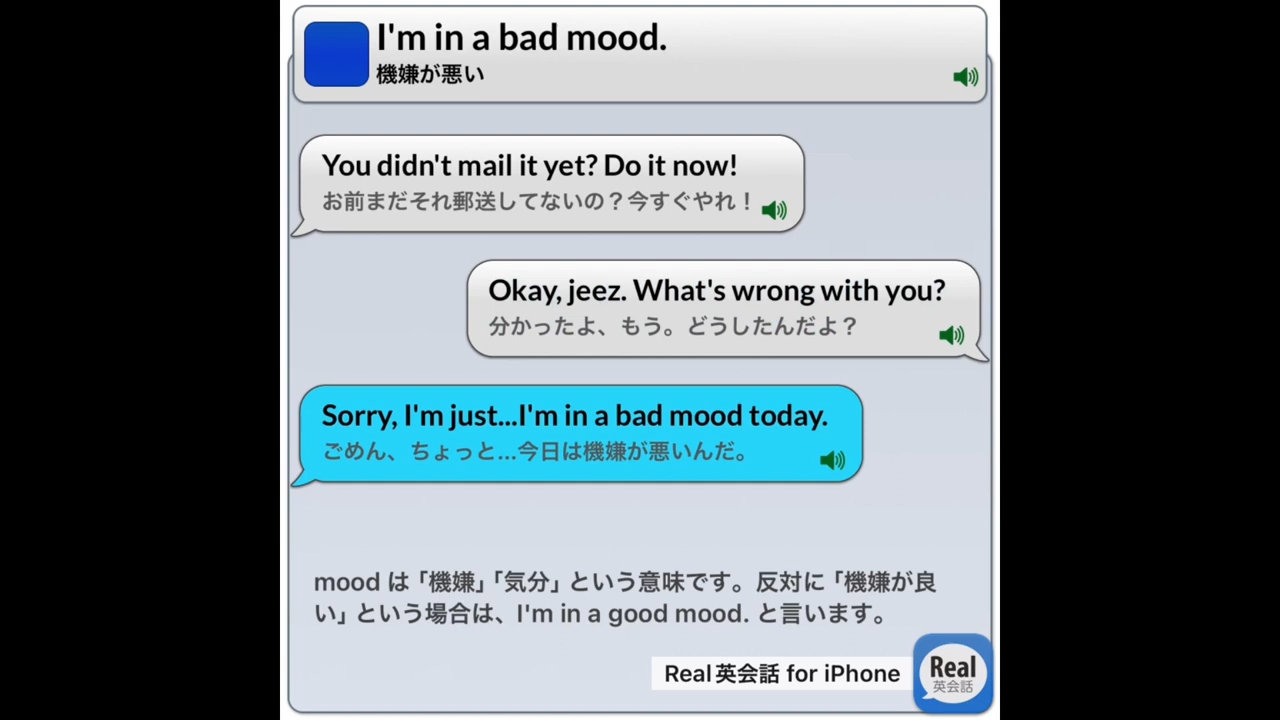 I'm in a bad mood.
機嫌が悪い
You didn't mail it yet? Do it now!
お前まだそれ郵送してないの？今すぐやれ！
Okay, jeez. What's wrong with you?
分かったよ、もう。どうしたんだよ？
Sorry, I'm just...I'm in a bad mood today.
ごめん、ちょっと...今日は機嫌が悪いんだ。
mood は「機嫌」「気分」という意味です。反対に「機嫌が良
い」という場合は、I'm in a good mood. と言います。
Real英会話 for iPhone
Real
英会話